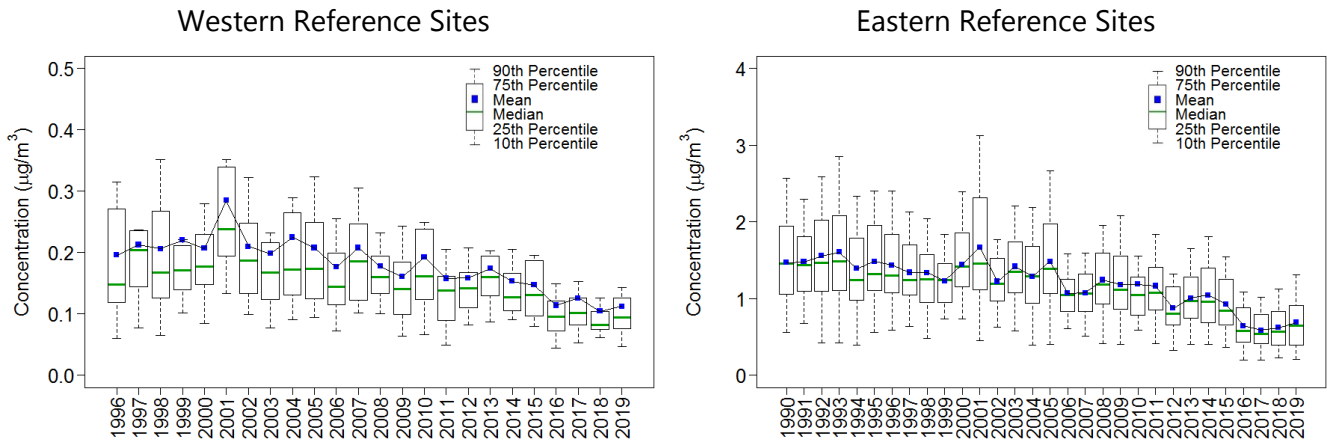 Western Reference Sites
Concentration (µg/m³)
0.5
0.4
0.3
0.2
0.1
0.0
90th Percentile
75th Percentile
Mean
Median
25th Percentile
10th Percentile
1996 1997 1998 1999 2000 2001 2002 2003 2004 2005 2006 2007 2008 2009 2010 2011 2012 2013 2014 2015 2016 2017 2018 2019
Eastern Reference Sites
Concentration (µg/m³)
4
3
2
1
0
90th Percentile
75th Percentile
Mean
Median
25th Percentile
10th Percentile
1990 1991 1992 1993 1994 1995 1996 1997 1998 1999 2000 2001 2002 2003 2004 2005 2006 2007 2008 2009 2010 2011 2012 2013 2014 2015 2016 2017 2018 2019